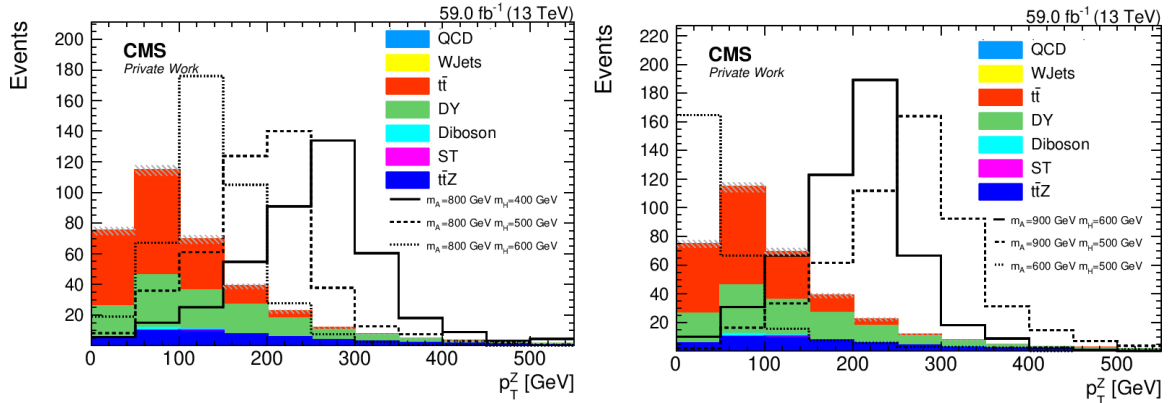 59.0 fb⁻¹ (13 TeV)
Events
CMS
Private Work
QCD
WJets
tt̄
DY
Diboson
ST
tt̄Z
m_A=800 GeV m_H=400 GeV
m_A=800 GeV m_H=500 GeV
m_A=800 GeV m_H=600 GeV
200
180
160
140
120
100
80
60
40
20
0 100 200 300 400 500
p_T^Z [GeV]
59.0 fb⁻¹ (13 TeV)
Events
CMS
Private Work
QCD
WJets
tt̄
DY
Diboson
ST
tt̄Z
m_A=900 GeV m_H=600 GeV
m_A=900 GeV m_H=500 GeV
m_A=600 GeV m_H=500 GeV
220
200
180
160
140
120
100
80
60
40
20
0 100 200 300 400 500
p_T^Z [GeV]